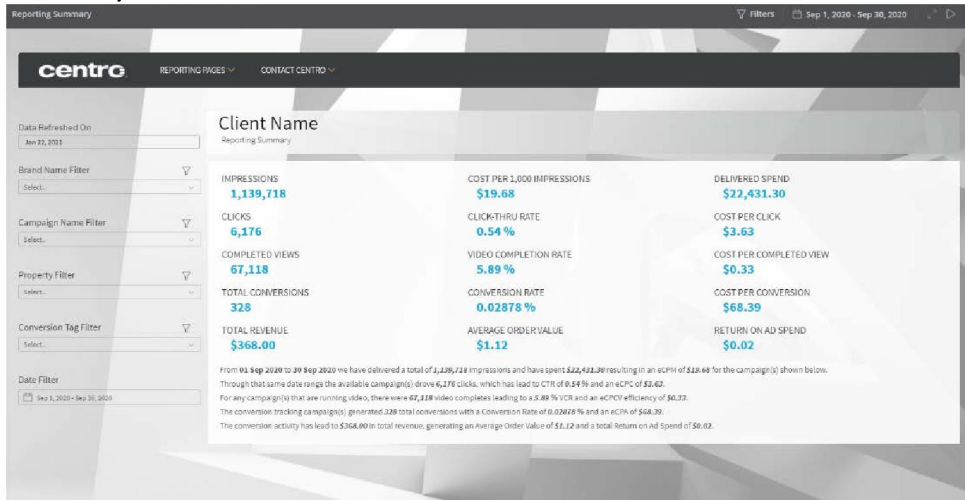 Reporting Summary
Filters
Sep 1, 2020 - Sep 30, 2020
centro
REPORTING PAGES
CONTACT CENTRO
Data Refreshed On
Jan 22, 2021
Brand Name Filter
Select..
Campaign Name Filter
Select..
Property Filter
Select..
Conversion Tag Filter
Select..
Date Filter
Sep 1, 2020 - Sep 30, 2020
Client Name
Reporting Summary
IMPRESSIONS
1,139,718
COST PER 1,000 IMPRESSIONS
$19.68
DELIVERED SPEND
$22,431.30
CLICKS
6,176
CLICK-THRU RATE
0.54 %
COST PER CLICK
$3.63
COMPLETED VIEWS
67,118
VIDEO COMPLETION RATE
5.89 %
COST PER COMPLETED VIEW
$0.33
TOTAL CONVERSIONS
328
CONVERSION RATE
0.02878 %
COST PER CONVERSION
$68.39
TOTAL REVENUE
$368.00
AVERAGE ORDER VALUE
$1.12
RETURN ON AD SPEND
$0.02
From 01 Sep 2020 to 30 Sep 2020 we have delivered a total of 1,139,718 impressions and have spent $22,431.30 resulting in an eCPM of $19.68 for the campaign(s) shown below.
Through that same date range the available campaign(s) drove 6,176 clicks, which has lead to CTR of 0.54 % and an eCPC of $3.63.
For any campaign(s) that are running video, there were 67,118 video completes leading to a 5.89 % VCR and an eCPCV efficiency of $0.33.
The conversion tracking campaign(s) generated 328 total conversions with a Conversion Rate of 0.02878 % and an eCPA of $68.39.
The conversion activity has lead to $368.00 in total revenue, generating an Average Order Value of $1.12 and a total Return on Ad Spend of $0.02.